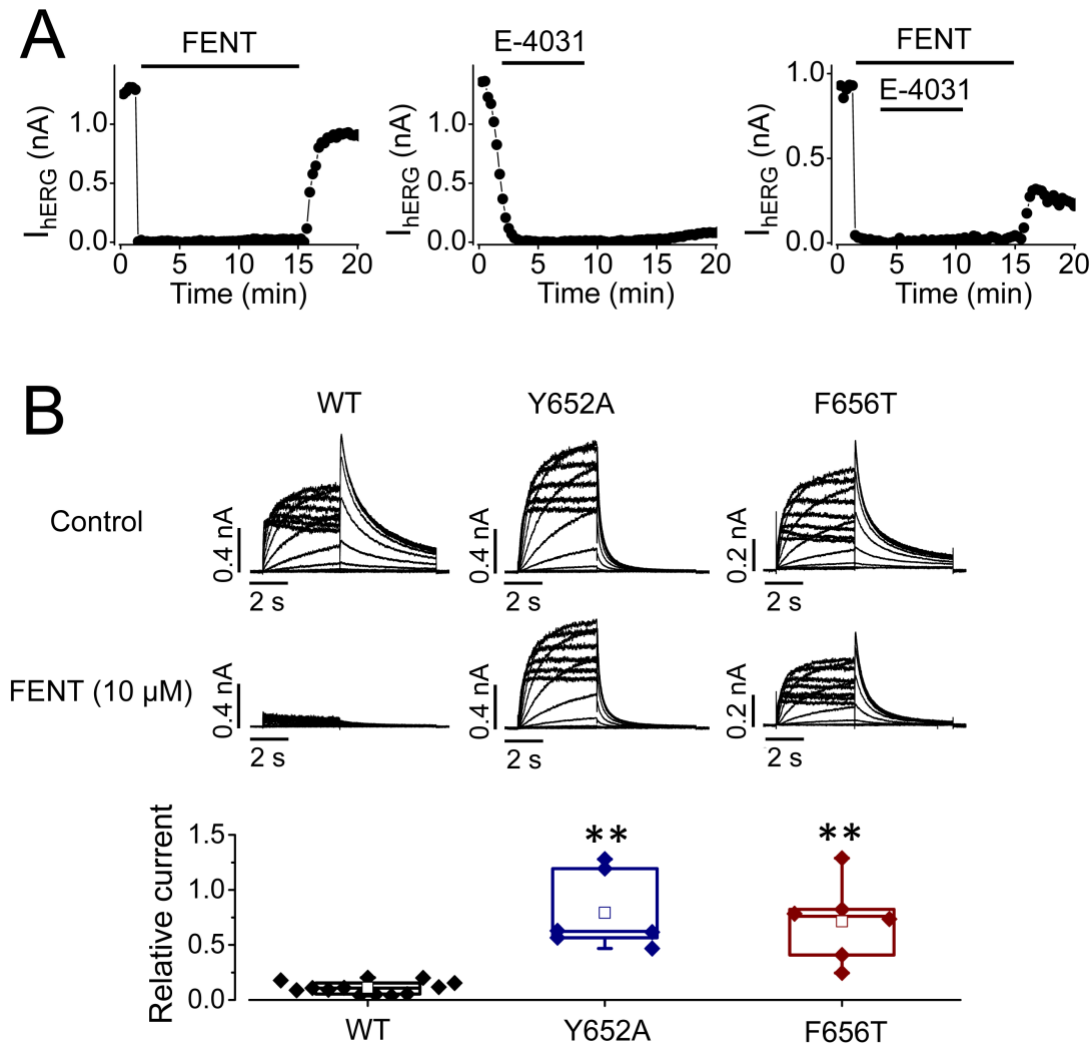 A
FENT
E-4031
FENT
E-4031
I hERG (nA)
1.0
0.5
0.0
0 5 10 15 20
Time (min)
I hERG (nA)
1.0
0.5
0.0
0 5 10 15 20
Time (min)
I hERG (nA)
1.0
0.5
0.0
0 5 10 15 20
Time (min)
B
WT
Y652A
F656T
Control
0.4 nA
2 s
0.4 nA
2 s
0.2 nA
2 s
FENT (10 µM)
0.4 nA
2 s
0.4 nA
2 s
0.2 nA
2 s
Relative current
1.5
1.0
0.5
0.0
**
**
WT
Y652A
F656T